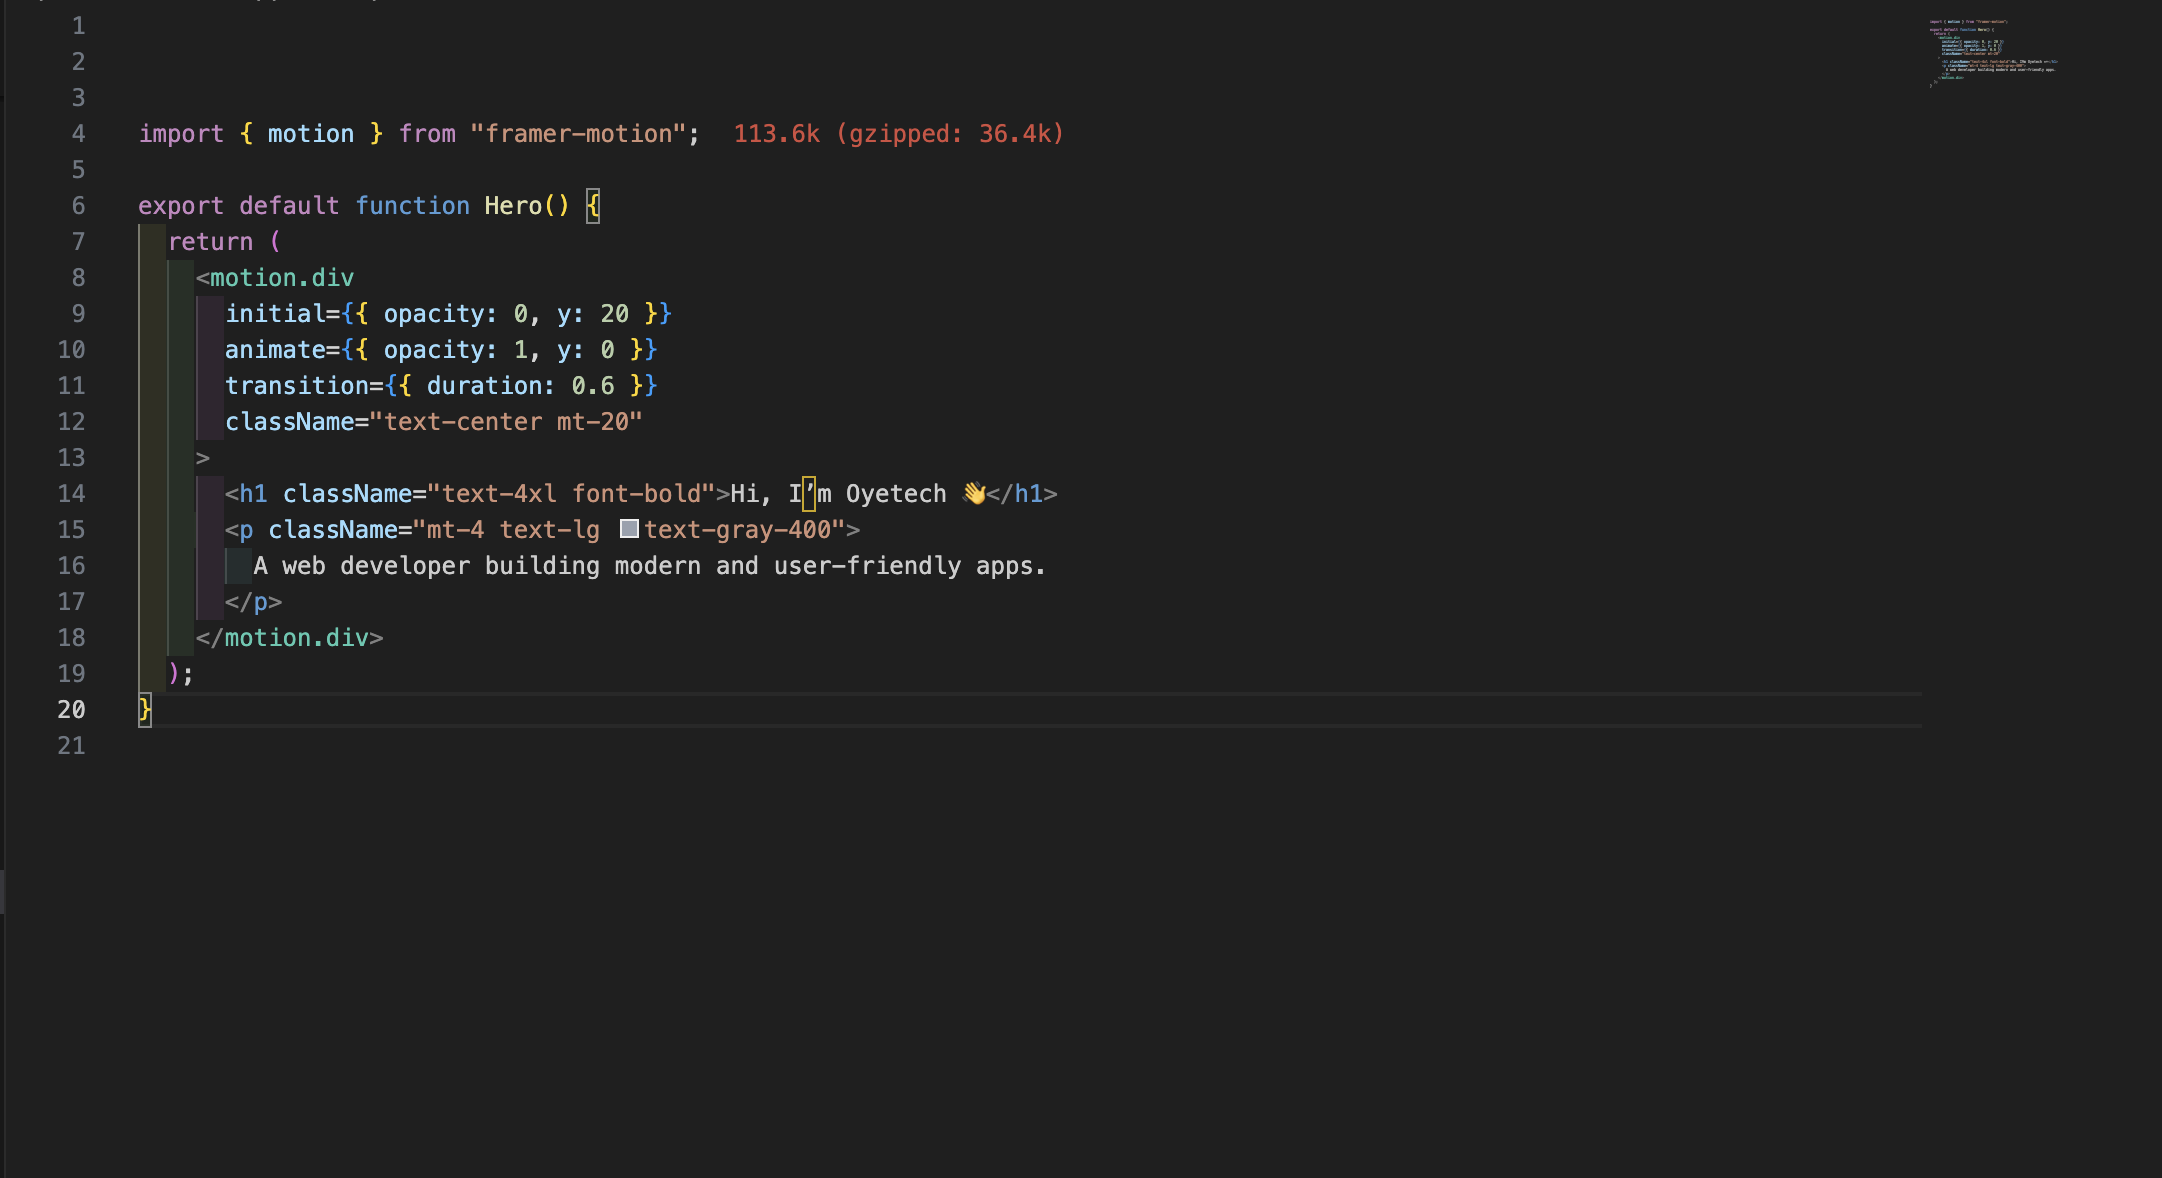 1
2
3
4 import { motion } from "framer-motion"; 113.6k (gzipped: 36.4k)
5
6 export default function Hero() {
7 return (
8 <motion.div
9 initial={{ opacity: 0, y: 20 }}
10 animate={{ opacity: 1, y: 0 }}
11 transition={{ duration: 0.6 }}
12 className="text-center mt-20"
13 >
14 <h1 className="text-4xl font-bold">Hi, I’m Oyetech 👋</h1>
15 <p className="mt-4 text-lg text-gray-400">
16 A web developer building modern and user-friendly apps.
17 </p>
18 </motion.div>
19 );
20 }
21